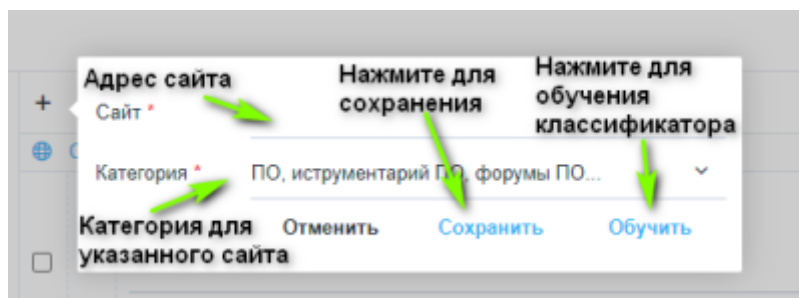 Адрес сайта
Нажмите для
сохранения
Нажмите для
обучения
классификатора
Сайт *
Категория *
ПО, иструментарий ПО, форумы ПО...
Категория для
указанного сайта
Отменить
Сохранить
Обучить